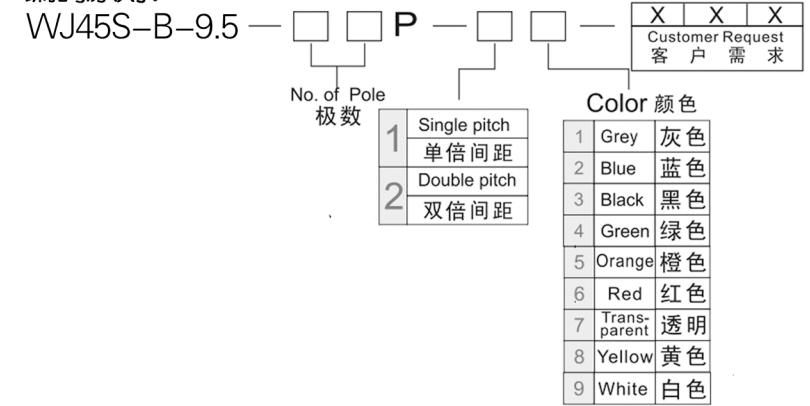 WJ45S-B-9.5 — □ □ P — □ □ — X X X
Customer Request
客 户 需 求
No. of Pole
极数
1 Single pitch
单倍间距
2 Double pitch
双倍间距
Color 颜色
1 Grey 灰色
2 Blue 蓝色
3 Black 黑色
4 Green 绿色
5 Orange 橙色
6 Red 红色
7 Trans-
parent 透明
8 Yellow 黄色
9 White 白色